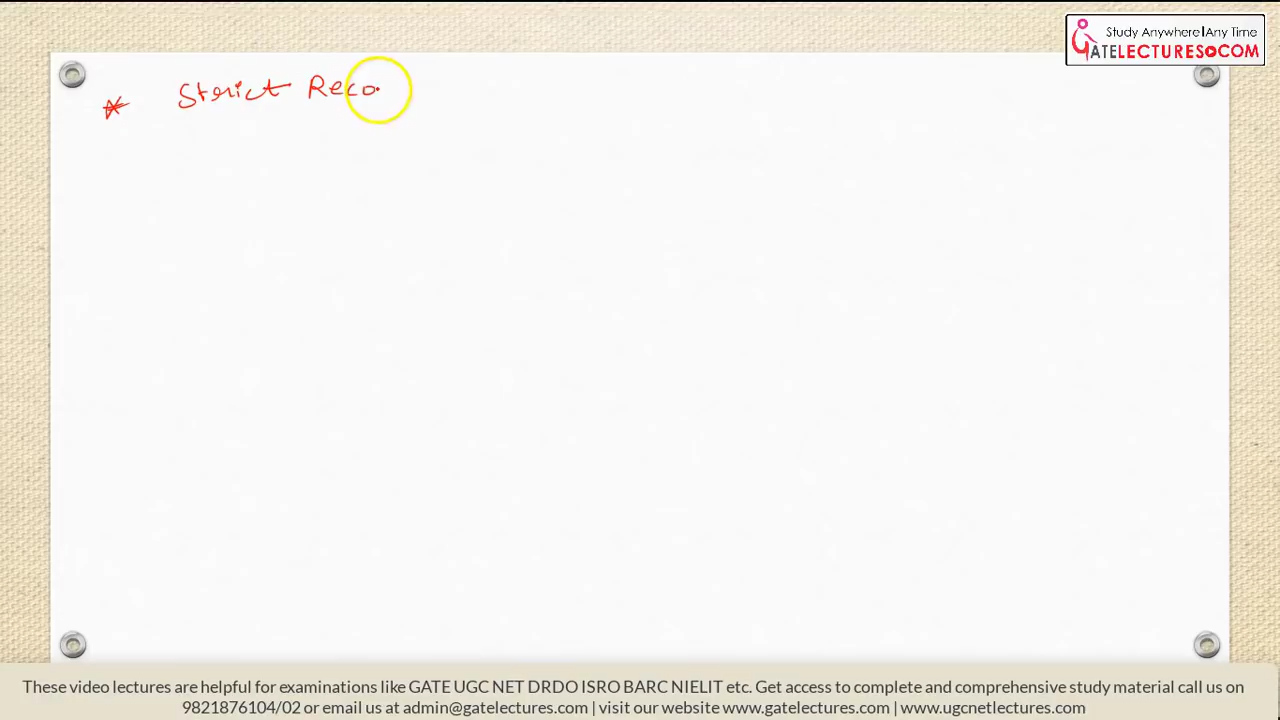 Study Anywhere|Any Time
GATELECTURES.COM
* Strict Reco
These video lectures are helpful for examinations like GATE UGC NET DRDO ISRO BARC NIELIT etc. Get access to complete and comprehensive study material call us on
9821876104/02 or email us at admin@gatelectures.com | visit our website www.gatelectures.com | www.ugcnetlectures.com